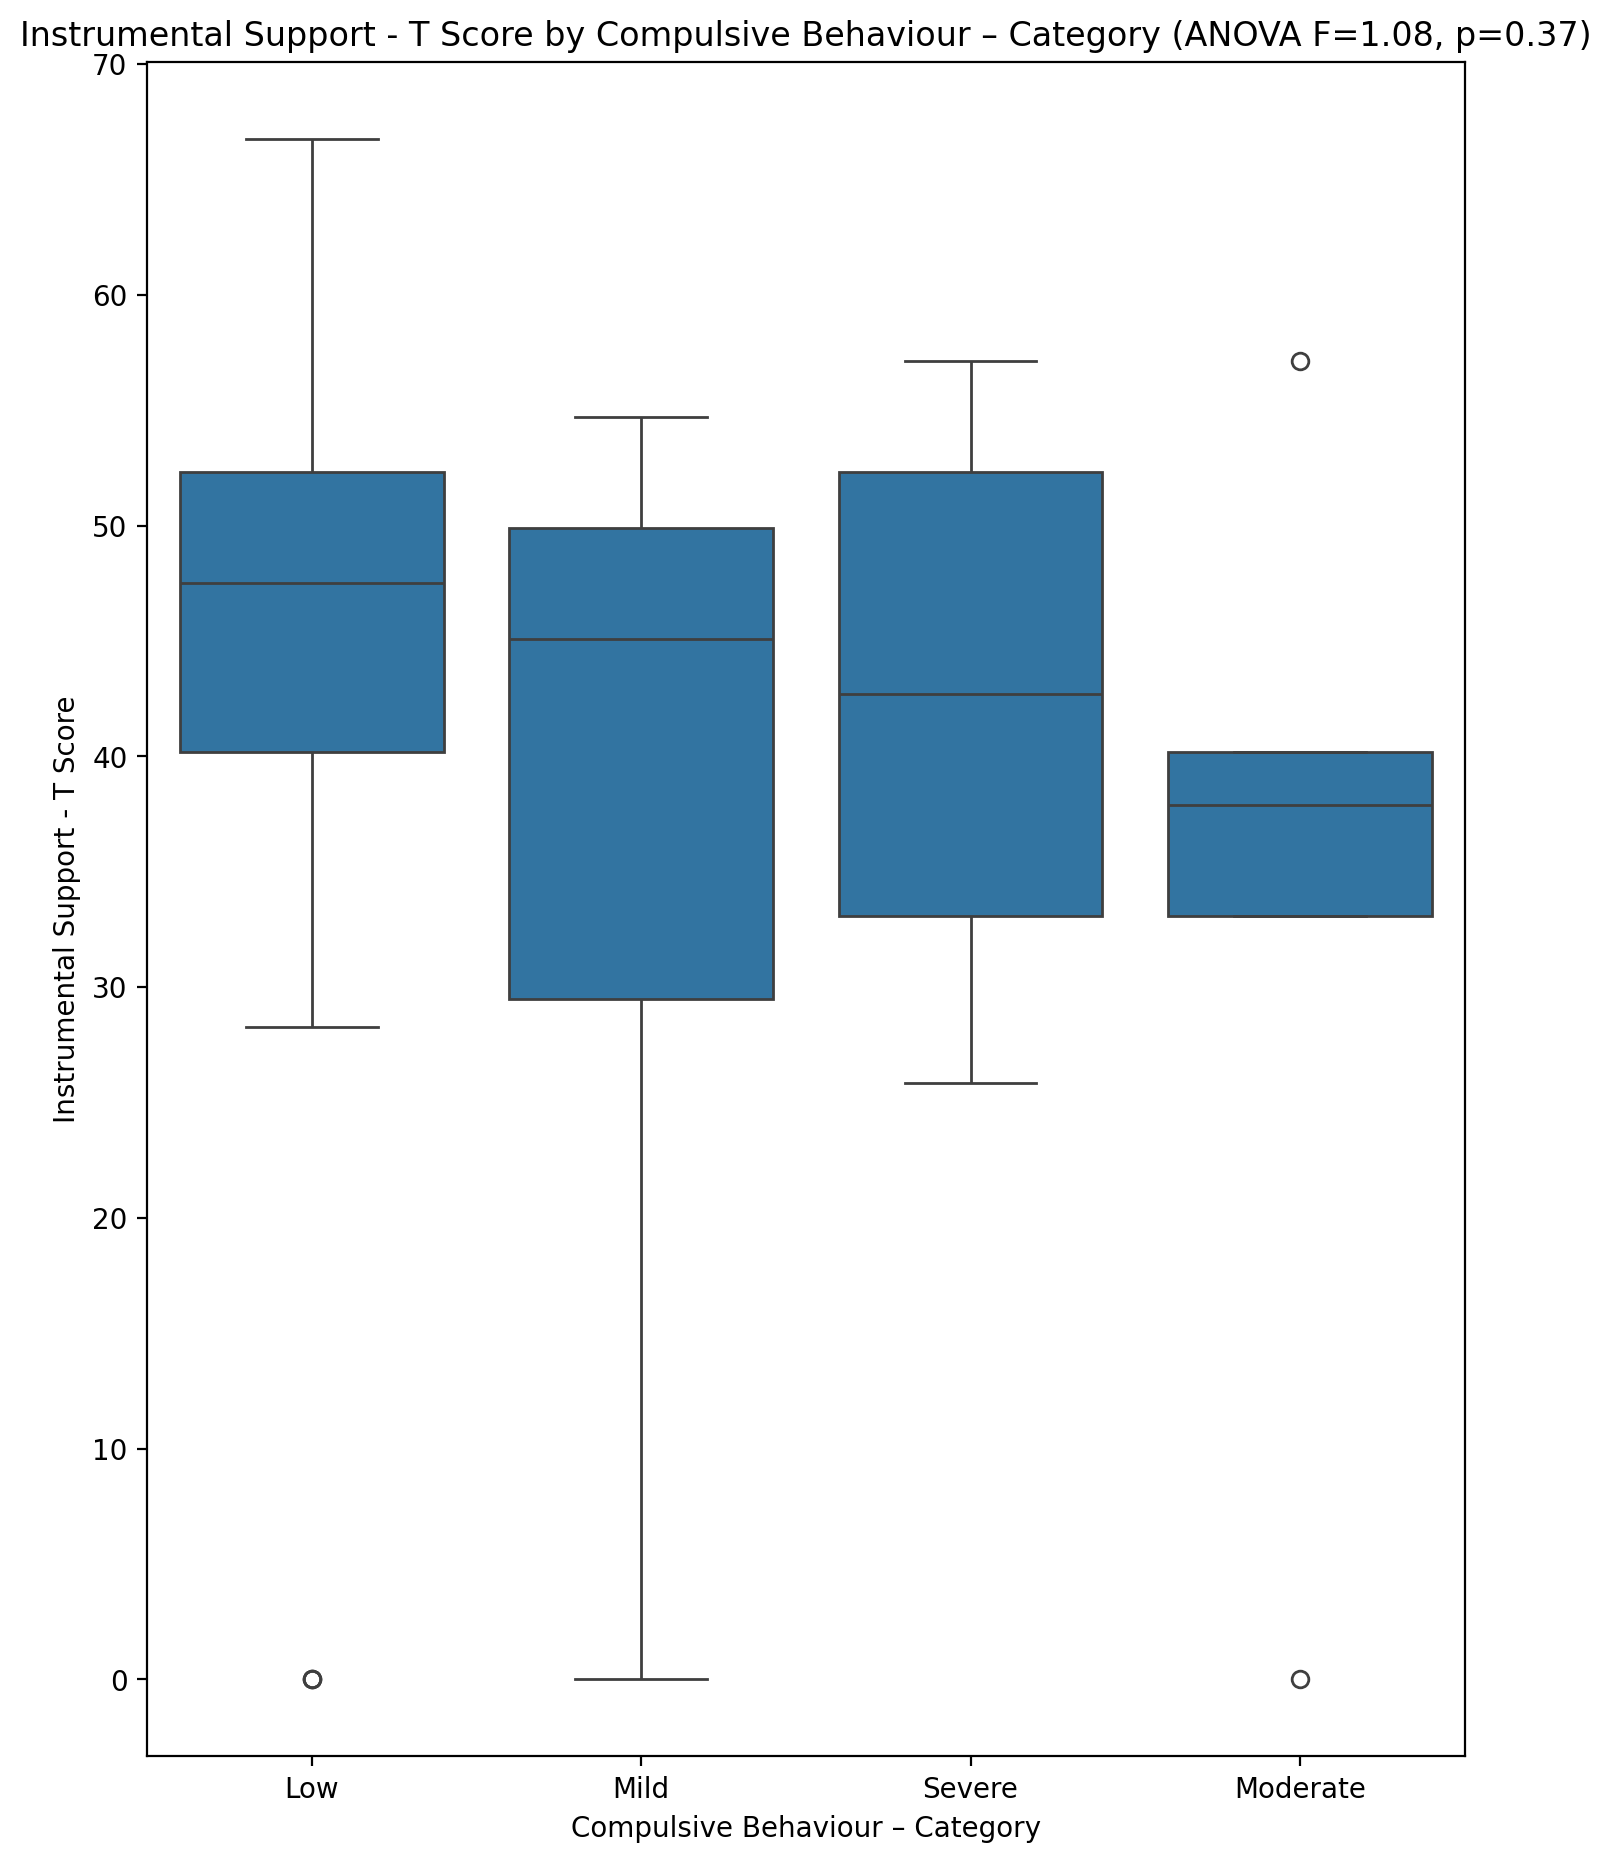 Instrumental Support - T Score by Compulsive Behaviour – Category (ANOVA F=1.08, p=0.37)
70
60
50
40
30
20
10
0
Instrumental Support - T Score
Low
Mild
Severe
Moderate
Compulsive Behaviour – Category